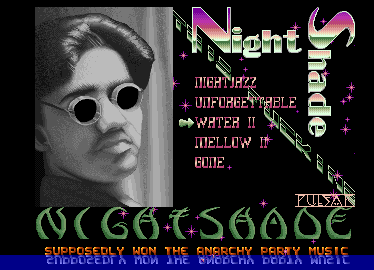 Night Shade
NIGHTJAZZ
UNFORGETTABLE
WATER II
MELLOW II
GONE.
PULSAR
NIGHTSHADE
SUPPOSEDLY WON THE ANARCHY PARTY MUSIC